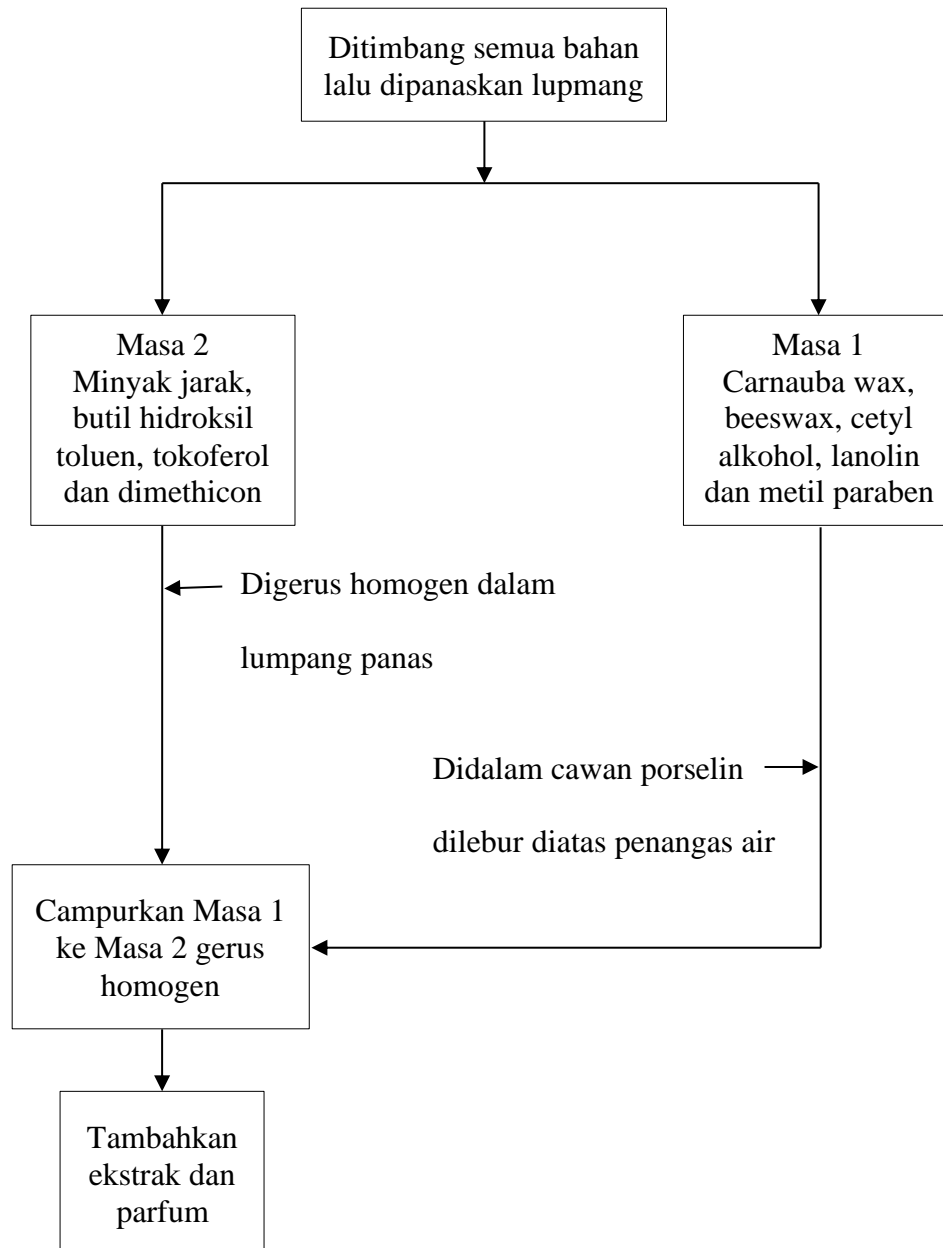 Ditimbang semua bahan
lalu dipanaskan lupmang
Masa 2
Minyak jarak,
butil hidroksil
toluen, tokoferol
dan dimethicon
Masa 1
Carnauba wax,
beeswax, cetyl
alkohol, lanolin
dan metil paraben
Digerus homogen dalam
lumpang panas
Didalam cawan porselin
dilebur diatas penangas air
Campurkan Masa 1
ke Masa 2 gerus
homogen
Tambahkan
ekstrak dan
parfum